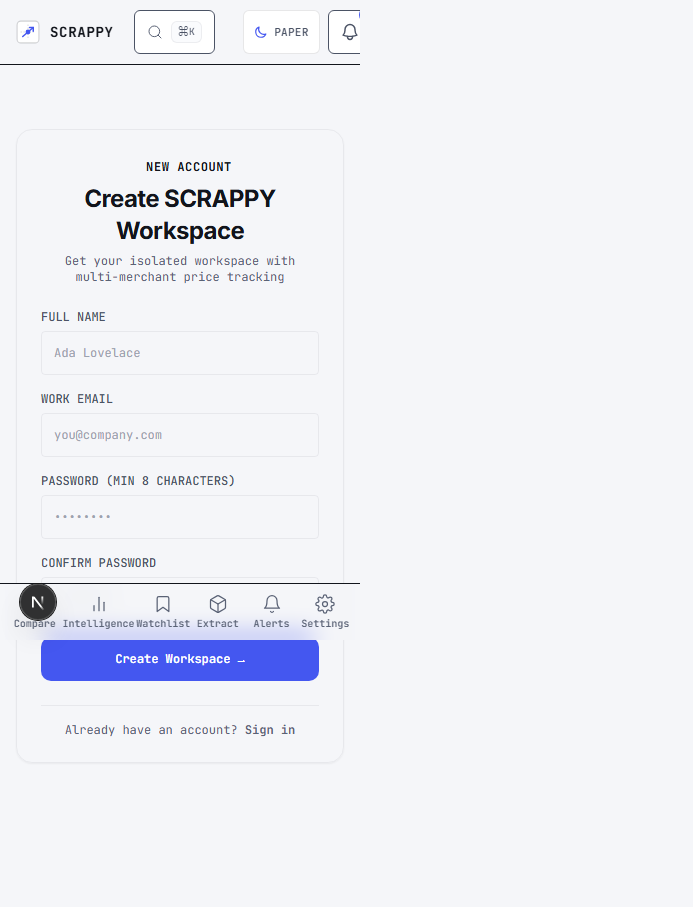 SCRAPPY
⌘K
PAPER
NEW ACCOUNT
Create SCRAPPY
Workspace
Get your isolated workspace with
multi-merchant price tracking
FULL NAME
Ada Lovelace
WORK EMAIL
you@company.com
PASSWORD (MIN 8 CHARACTERS)
••••••••
CONFIRM PASSWORD
N
Compare Intelligence Watchlist Extract Alerts Settings
Create Workspace →
Already have an account? Sign in